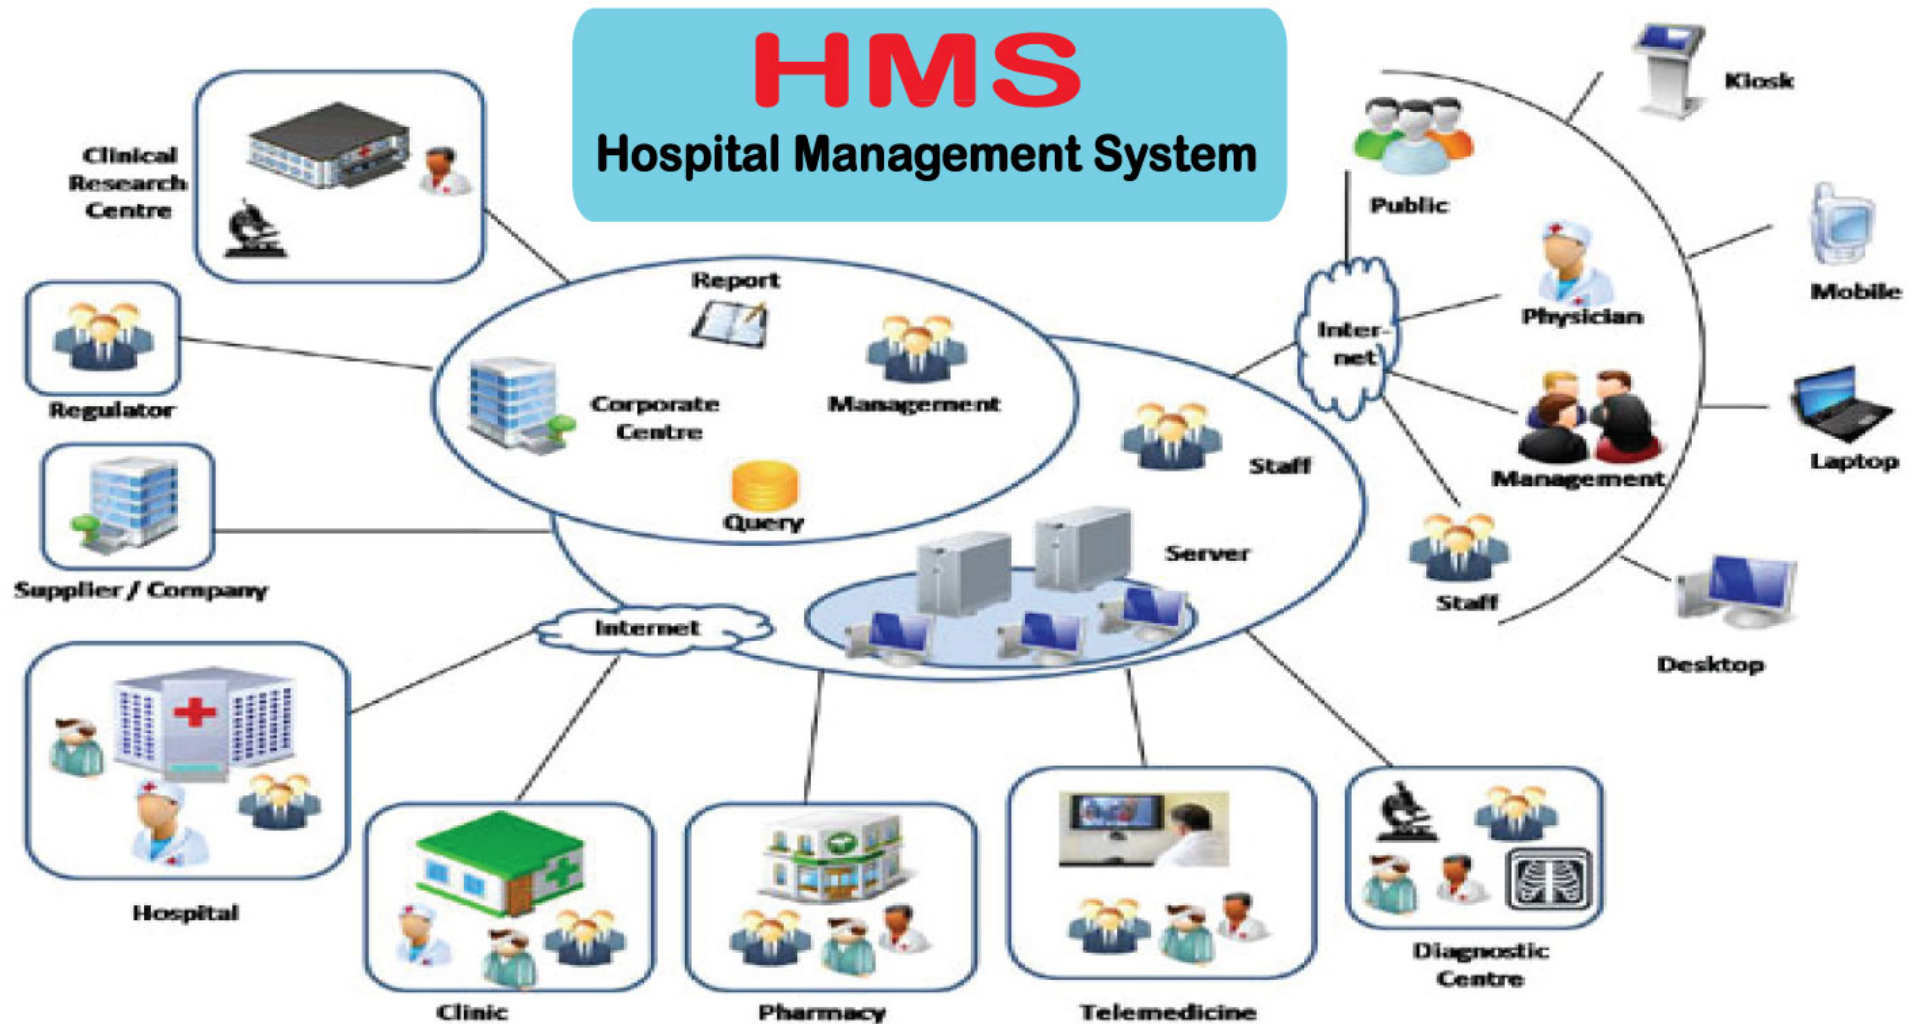 HMS
Hospital Management System
Clinical
Research
Centre
Regulator
Supplier / Company
Report
Corporate
Centre
Management
Query
Staff
Server
Internet
Inter-
net
Public
Physician
Management
Staff
Kiosk
Mobile
Laptop
Desktop
Hospital
Clinic
Pharmacy
Telemedicine
Diagnostic
Centre